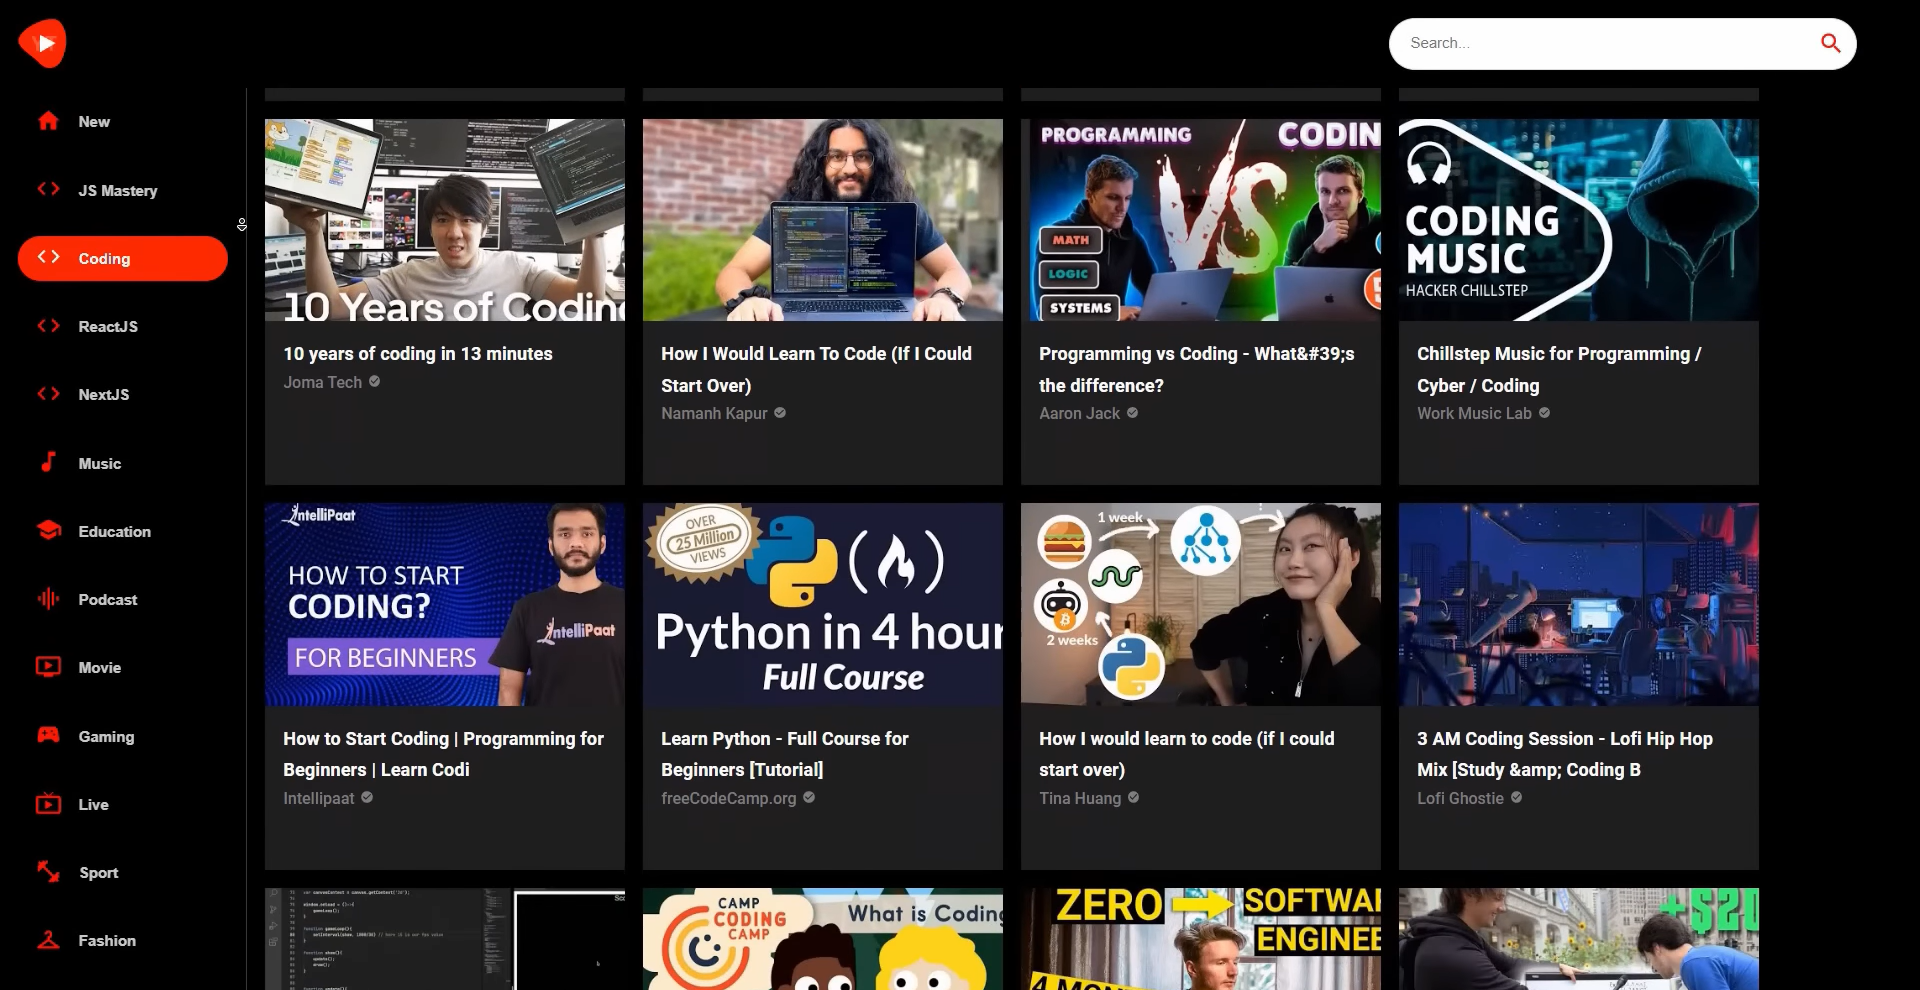 Search...
New
JS Mastery
Coding
ReactJS
NextJS
Music
Education
Podcast
Movie
Gaming
Live
Sport
Fashion
10 Years of Coding
10 years of coding in 13 minutes
Joma Tech
How I Would Learn To Code (If I Could
Start Over)
Namanh Kapur
PROGRAMMING
CODIN
VS
MATH
LOGIC
SYSTEMS
Programming vs Coding - What&#39;s
the difference?
Aaron Jack
CODING
MUSIC
HACKER CHILLSTEP
Chillstep Music for Programming /
Cyber / Coding
Work Music Lab
IntelliPaat
HOW TO START
CODING?
FOR BEGINNERS
IntelliPaat
How to Start Coding | Programming for
Beginners | Learn Codi
Intellipaat
OVER
25 Million
VIEWS
Python in 4 hour
Full Course
Learn Python - Full Course for
Beginners [Tutorial]
freeCodeCamp.org
1 week
2 weeks
How I would learn to code (if I could
start over)
Tina Huang
3 AM Coding Session - Lofi Hip Hop
Mix [Study &amp; Coding B
Lofi Ghostie
CAMP
CODING
CAMP
What is Coding
ZERO
SOFTWAR
ENGINEE
4 MON
+$20